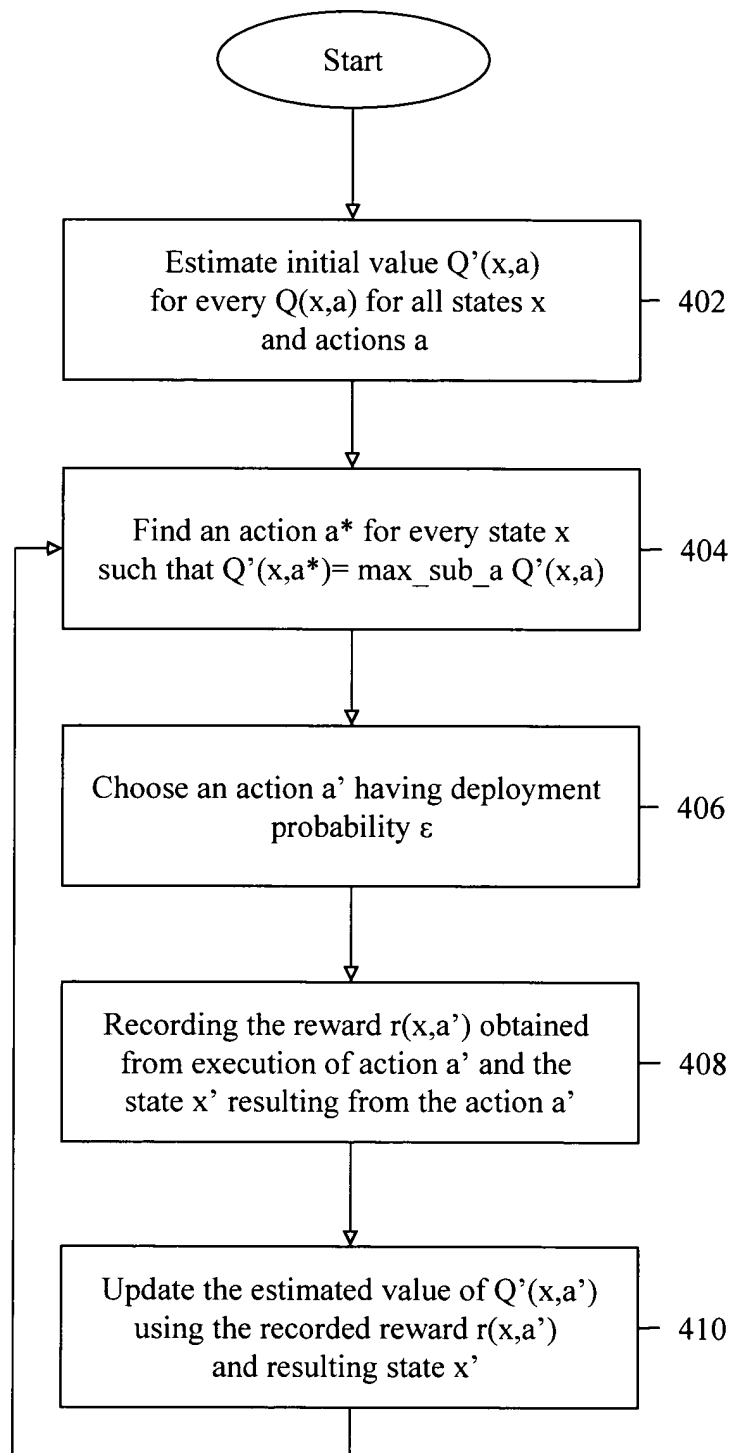 Start
Estimate initial value Q’(x,a)
for every Q(x,a) for all states x
and actions a
402
Find an action a* for every state x
such that Q’(x,a*)= max_sub_a Q’(x,a)
404
Choose an action a’ having deployment
probability ε
406
Recording the reward r(x,a’) obtained
from execution of action a’ and the
state x’ resulting from the action a’
408
Update the estimated value of Q’(x,a’)
using the recorded reward r(x,a’)
and resulting state x’
410